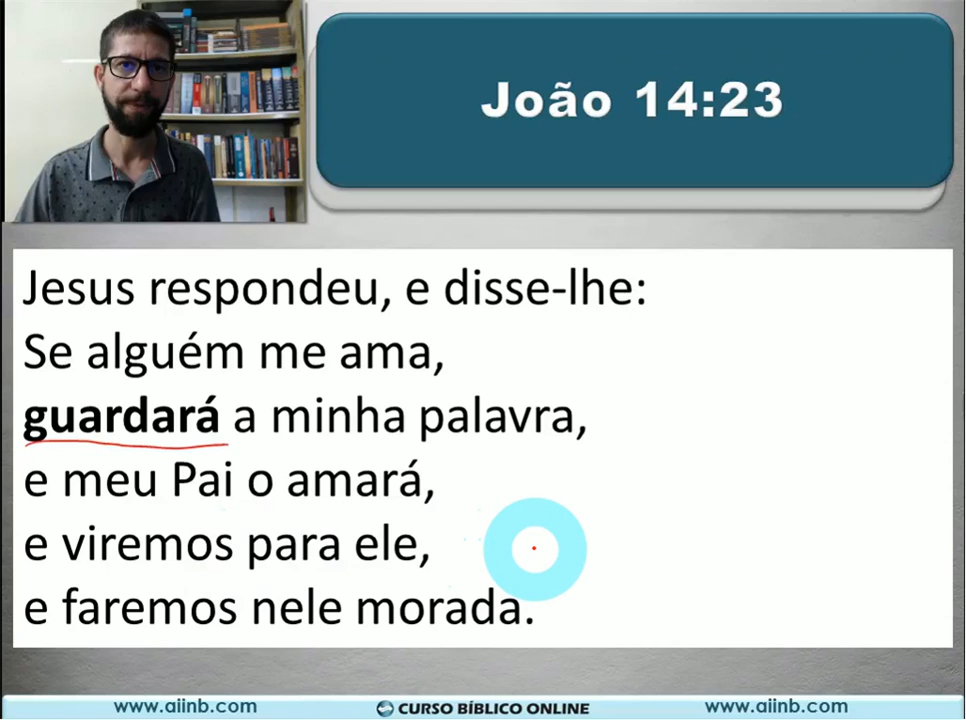 João 14:23
Jesus respondeu, e disse-lhe:
Se alguém me ama,
guardará a minha palavra,
e meu Pai o amará,
e viremos para ele,
e faremos nele morada.
www.aiinb.com CURSO BÍBLICO ONLINE www.aiinb.com